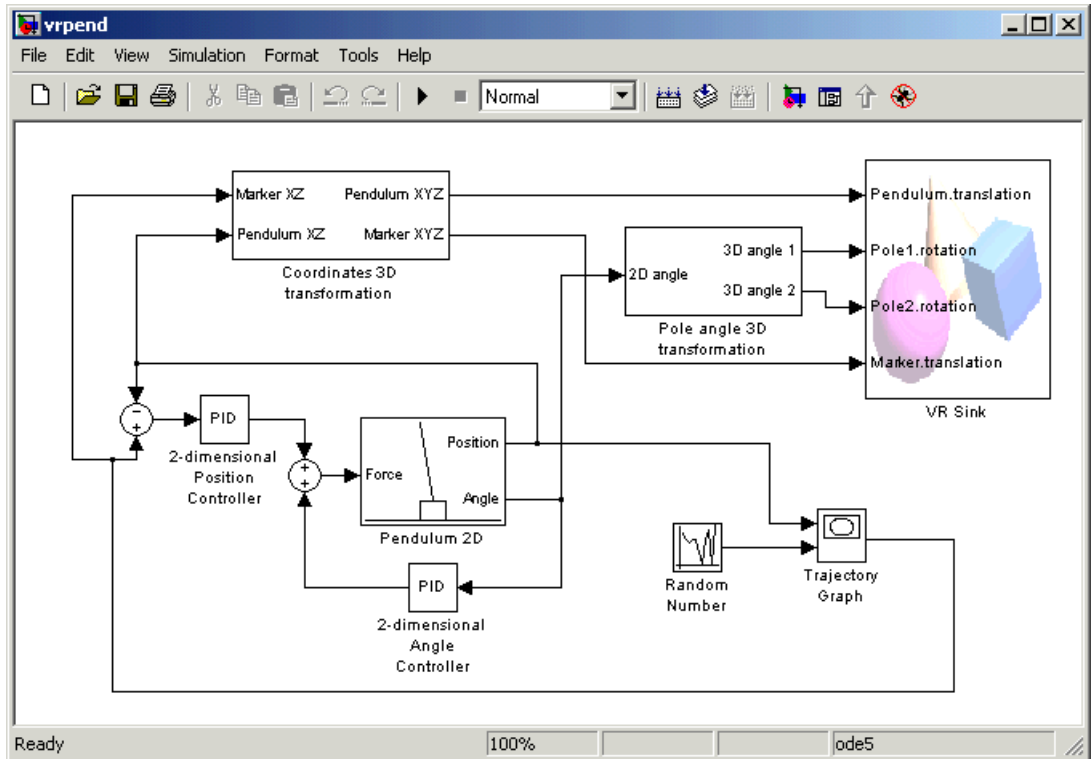 vrpend
File Edit View Simulation Format Tools Help
Normal
Marker XZ
Pendulum XYZ
Pendulum XZ
Marker XYZ
Coordinates 3D
transformation
2D angle
3D angle 1
3D angle 2
Pole angle 3D
transformation
Pendulum.translation
Pole1.rotation
Pole2.rotation
Marker.translation
VR Sink
−
+
PID
2-dimensional
Position
Controller
+
+
Force
Position
Angle
Pendulum 2D
PID
2-dimensional
Angle
Controller
Random
Number
Trajectory
Graph
Ready
100%
ode5